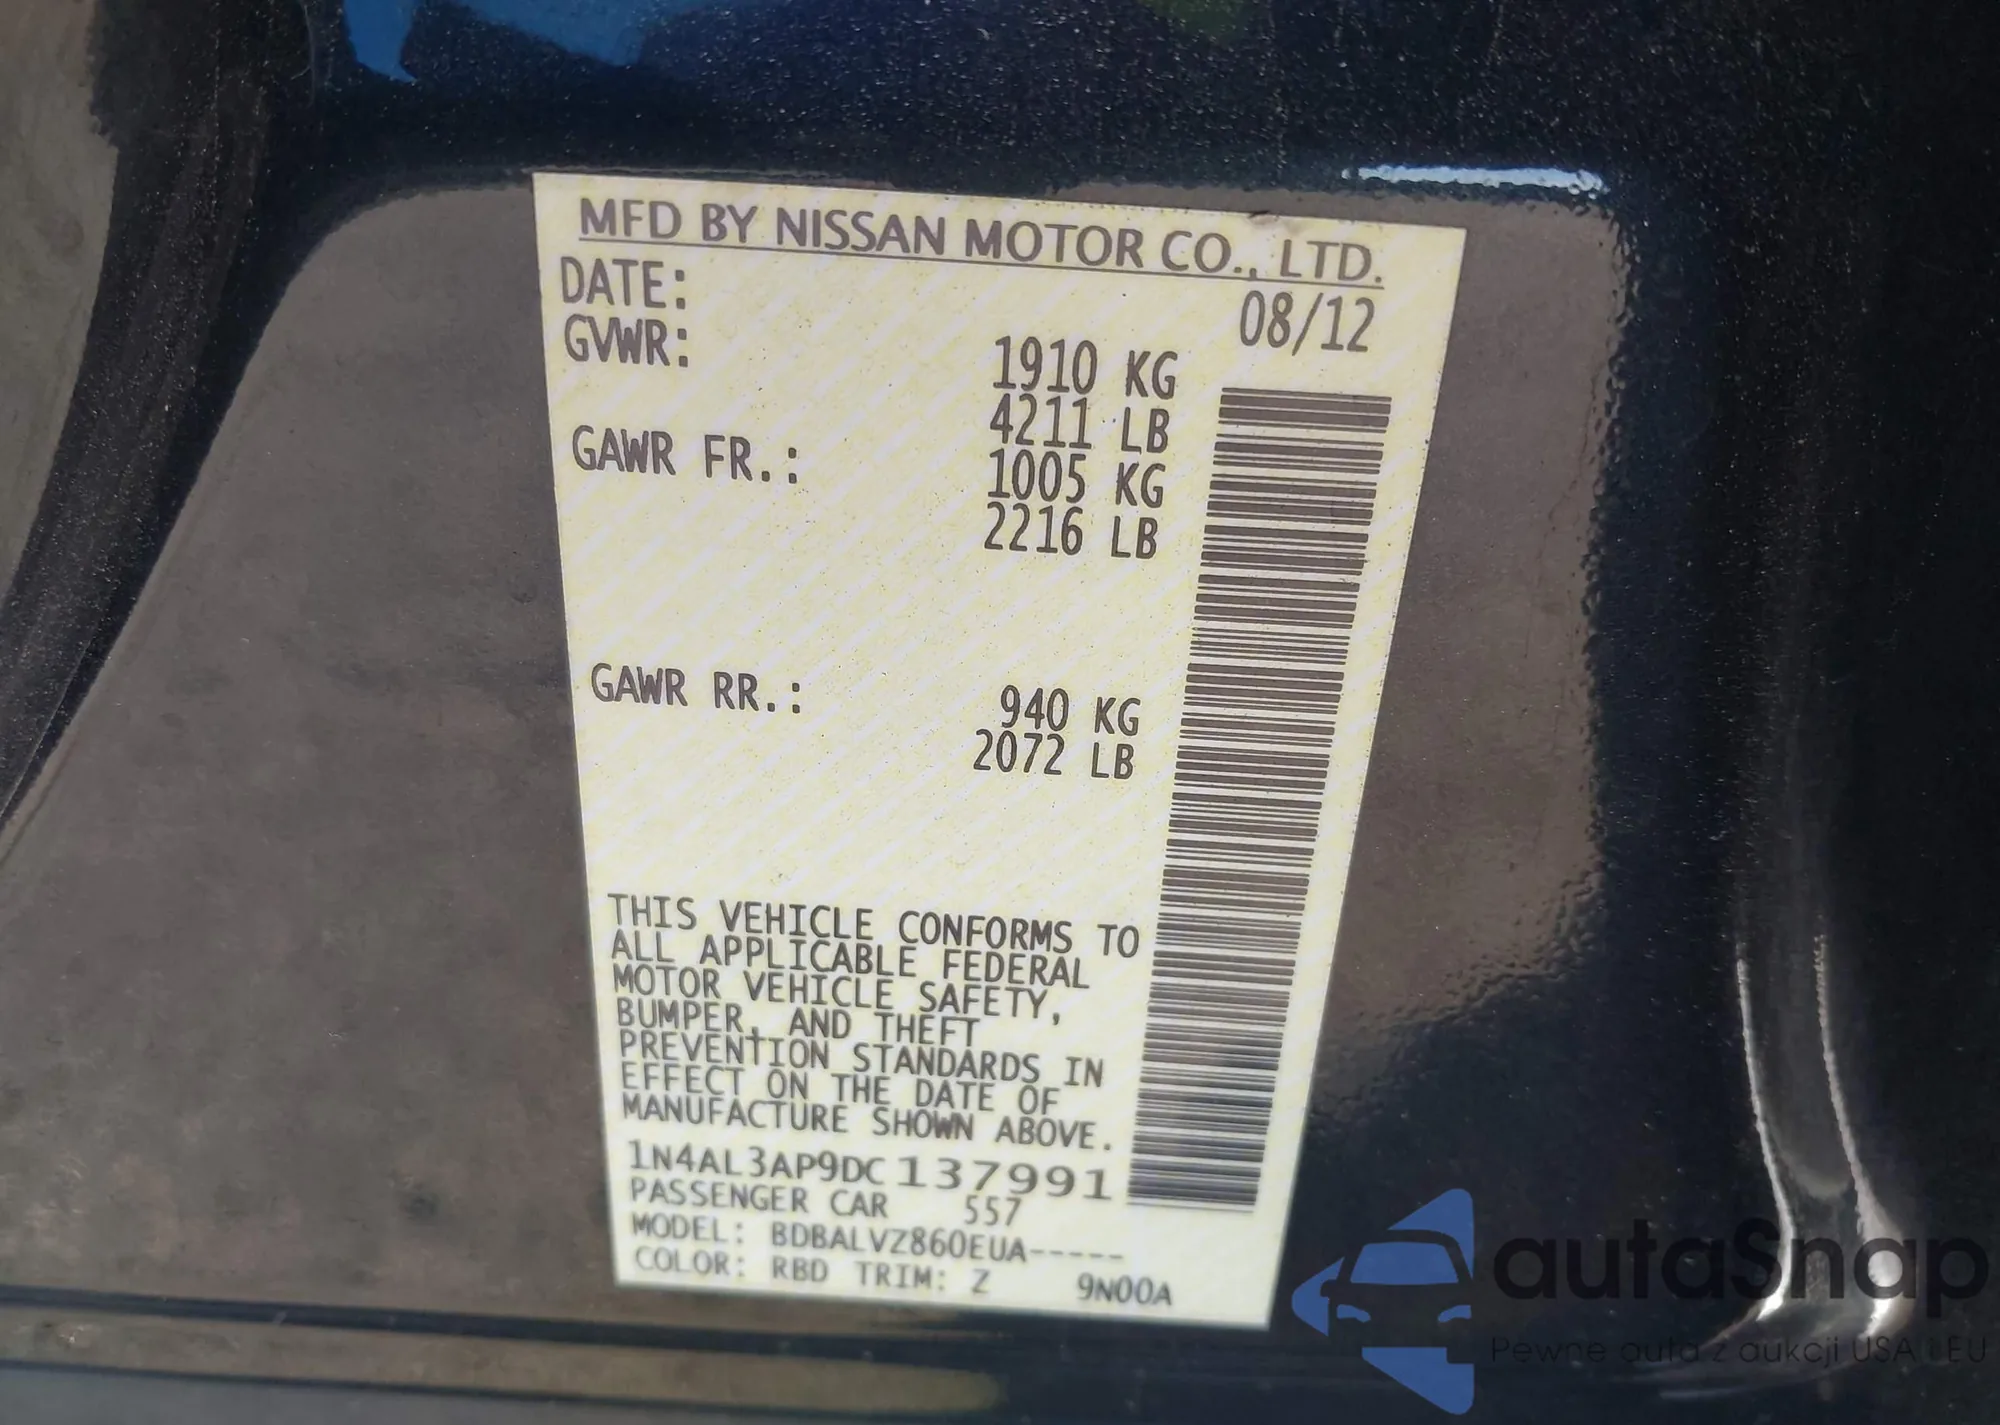 MFD BY NISSAN MOTOR CO., LTD.
DATE: 08/12
GVWR: 1910 KG
4211 LB
GAWR FR.: 1005 KG
2216 LB
GAWR RR.: 940 KG
2072 LB
THIS VEHICLE CONFORMS TO
ALL APPLICABLE FEDERAL
MOTOR VEHICLE SAFETY,
BUMPER, AND THEFT
PREVENTION STANDARDS IN
EFFECT ON THE DATE OF
MANUFACTURE SHOWN ABOVE.
1N4AL3AP9DC137991
PASSENGER CAR 557
MODEL: BDBALVZ860EUA-----
COLOR: RBD TRIM: Z 9N00A
autaSnap
Pewne auta z aukcji USA i EU